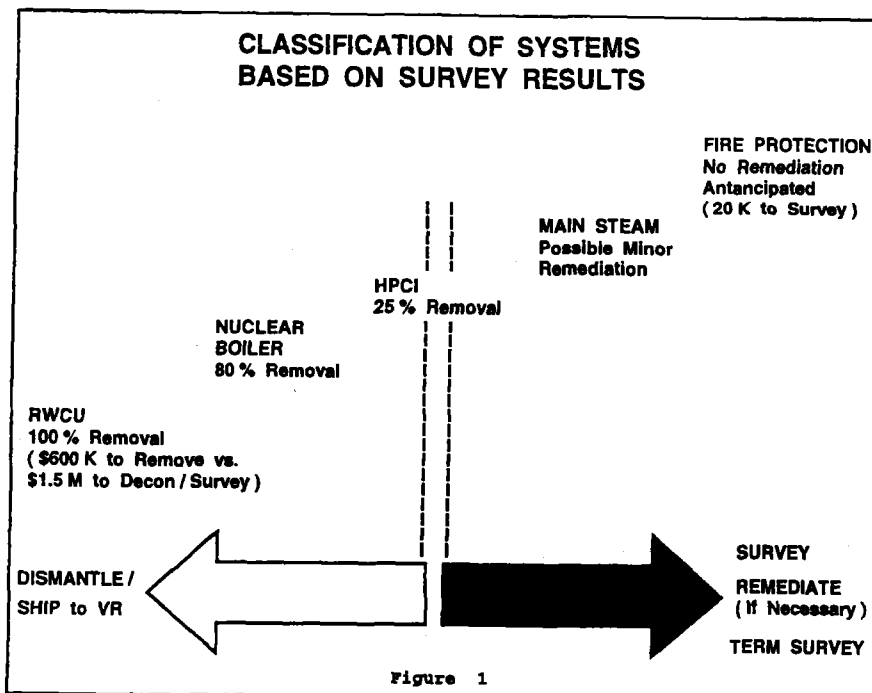 CLASSIFICATION OF SYSTEMS
BASED ON SURVEY RESULTS
FIRE PROTECTION
No Remediation
Antancipated
( 20 K to Survey )
MAIN STEAM
Possible Minor
Remediation
HPCI
25 % Removal
NUCLEAR
BOILER
80 % Removal
RWCU
100 % Removal
( $600 K to Remove vs.
$1.5 M to Decon / Survey )
DISMANTLE /
SHIP to VR
SURVEY
REMEDIATE
( If Necessary )
TERM SURVEY
Figure 1